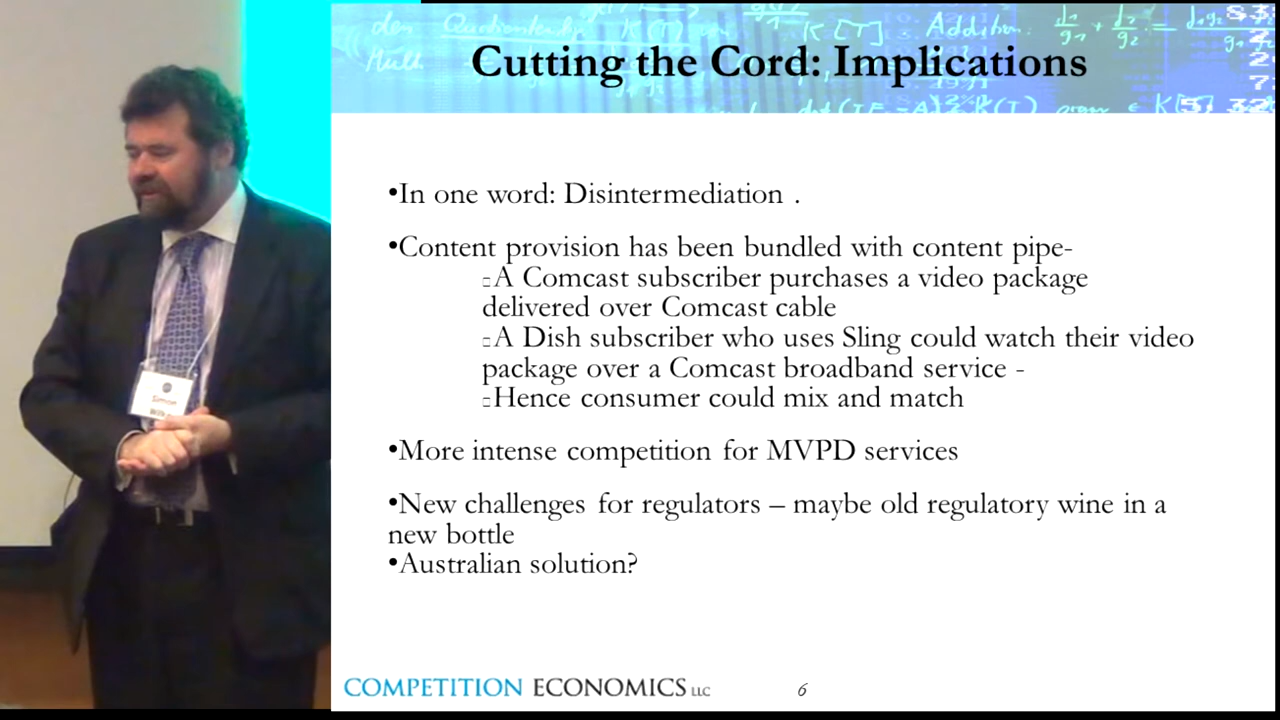 Cutting the Cord: Implications
•In one word: Disintermediation .
•Content provision has been bundled with content pipe-
A Comcast subscriber purchases a video package
delivered over Comcast cable
A Dish subscriber who uses Sling could watch their video
package over a Comcast broadband service -
Hence consumer could mix and match
•More intense competition for MVPD services
•New challenges for regulators – maybe old regulatory wine in a
new bottle
•Australian solution?
COMPETITION ECONOMICS LLC
6
Simon